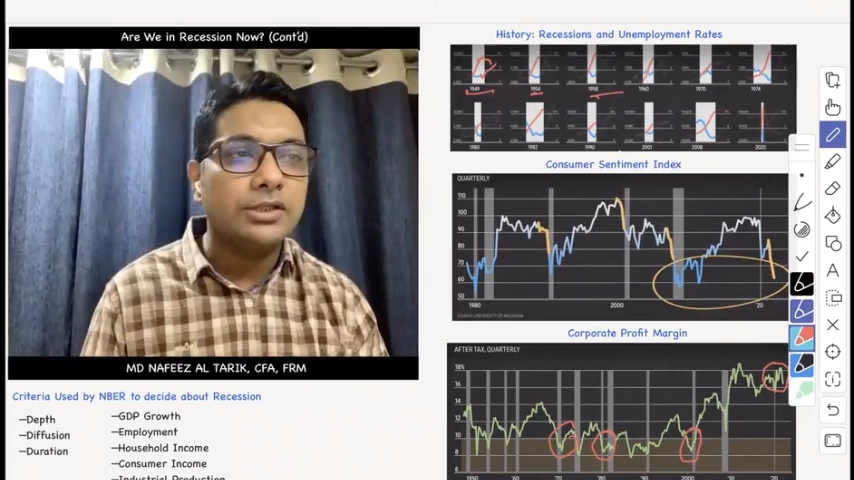 Are We in Recession Now? (Cont'd)
MD NAFEEZ AL TARIK, CFA, FRM
Criteria Used by NBER to decide about Recession
—Depth
—Diffusion
—Duration
—GDP Growth
—Employment
—Household Income
—Consumer Income
—Industrial Production
History: Recessions and Unemployment Rates
1949 1954 1958 1960 1970 1974
1980 1982 1990 2001 2008 2020
Consumer Sentiment Index
QUARTERLY
110
100
90
80
70
60
50
1980 2000 '20
SOURCE: UNIVERSITY OF MICHIGAN
Corporate Profit Margin
AFTER TAX, QUARTERLY
18%
16
14
12
10
8
6
1950 '60 '70 '80 '90 2000 '10 '20
A